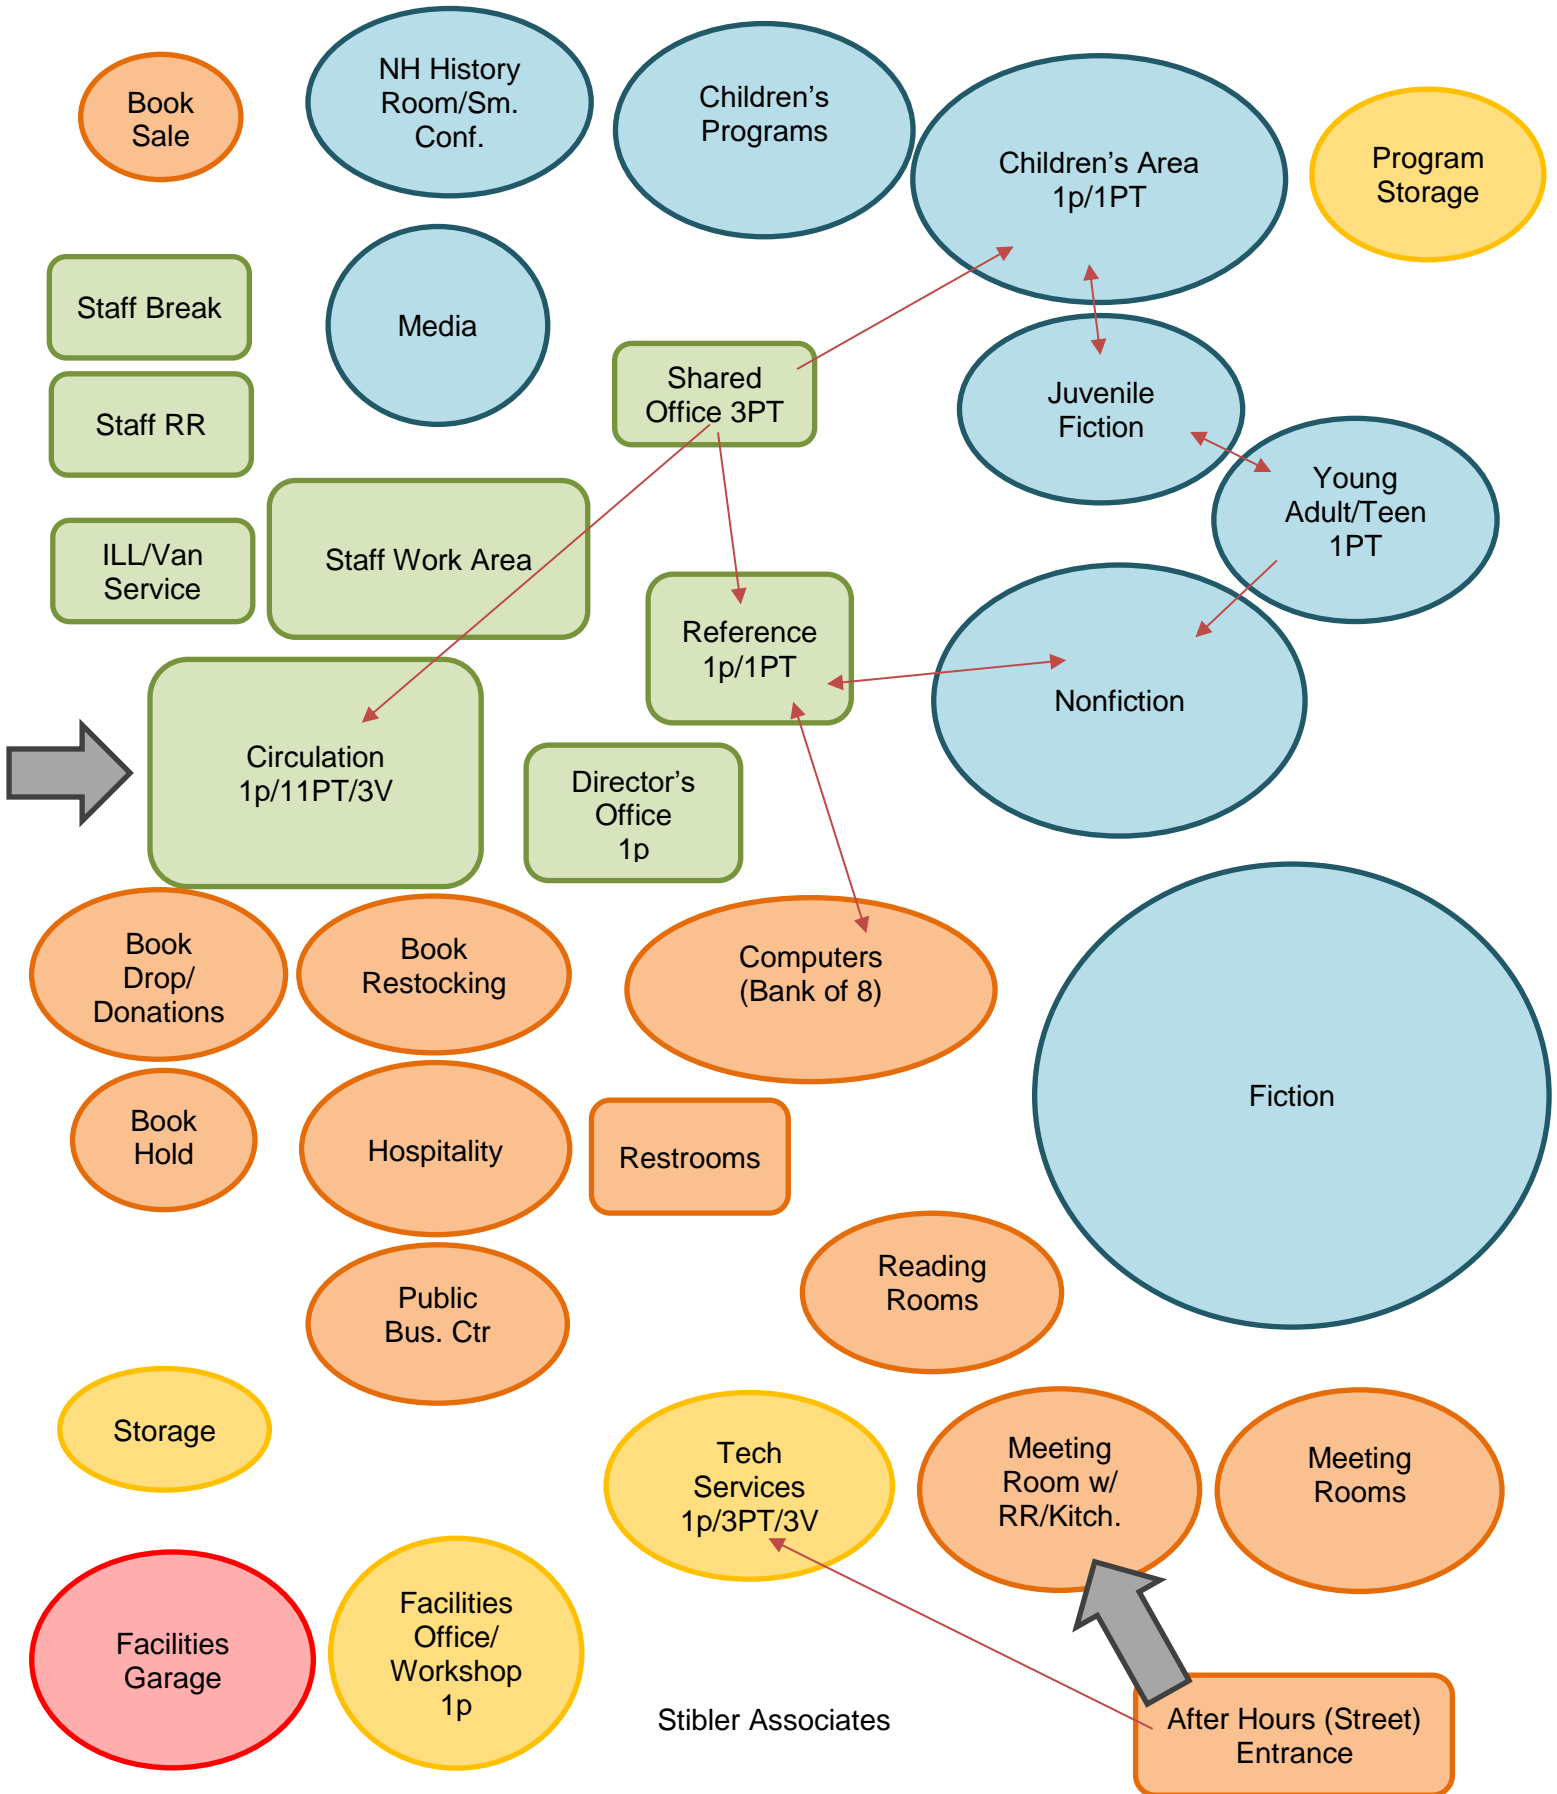 Book
Sale
NH History
Room/Sm.
Conf.
Children's
Programs
Children's Area
1p/1PT
Program
Storage
Staff Break
Media
Staff RR
Shared
Office 3PT
Juvenile
Fiction
Young
Adult/Teen
1PT
ILL/Van
Service
Staff Work Area
Reference
1p/1PT
Nonfiction
Circulation
1p/11PT/3V
Director's
Office
1p
Book
Drop/
Donations
Book
Restocking
Computers
(Bank of 8)
Fiction
Book
Hold
Hospitality
Restrooms
Reading
Rooms
Public
Bus. Ctr
Storage
Tech
Services
1p/3PT/3V
Meeting
Room w/
RR/Kitch.
Meeting
Rooms
Facilities
Garage
Facilities
Office/
Workshop
1p
Stibler Associates
After Hours (Street)
Entrance